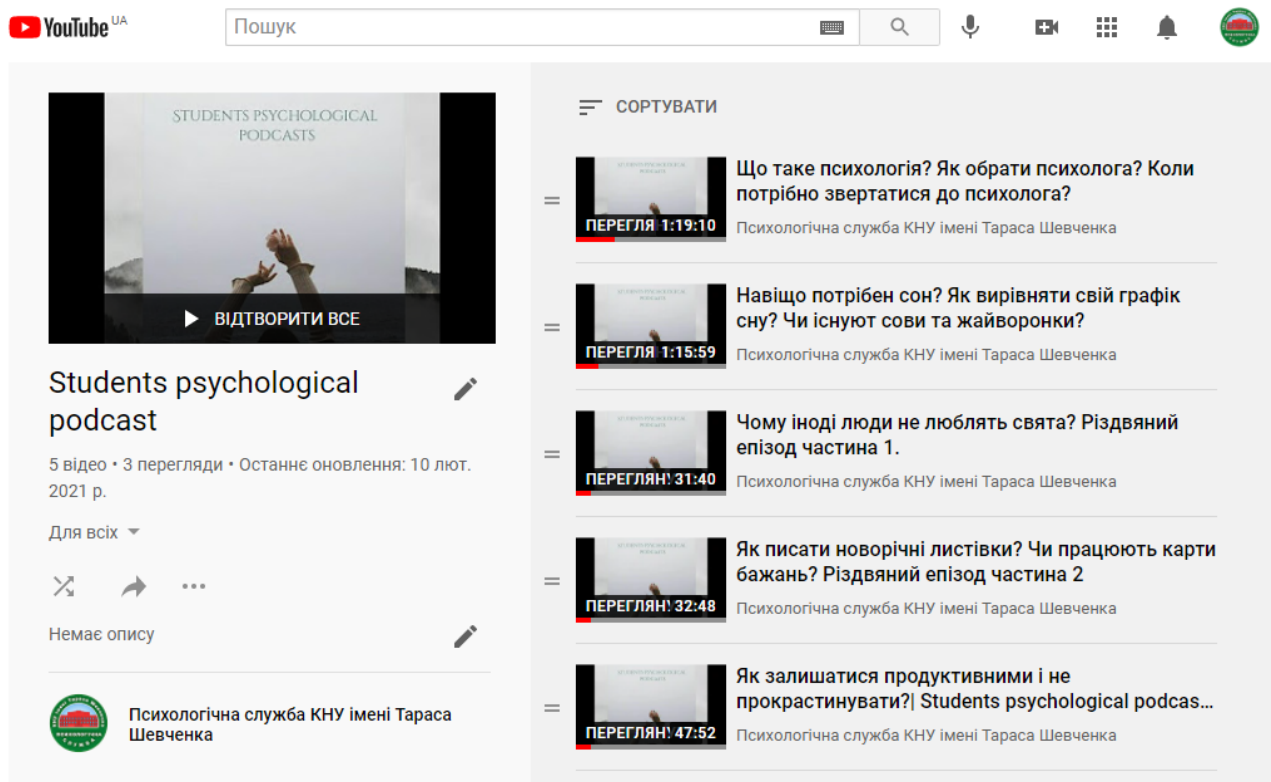 YouTube UA
Пошук
STUDENTS PSYCHOLOGICAL
PODCASTS
ВІДТВОРИТИ ВСЕ
Students psychological
podcast
5 відео • 3 перегляди • Останнє оновлення: 10 лют.
2021 р.
Для всіх
Немає опису
Психологічна служба КНУ імені Тараса
Шевченка
СОРТУВАТИ
ПЕРЕГЛЯ 1:19:10
Що таке психологія? Як обрати психолога? Коли
потрібно звертатися до психолога?
Психологічна служба КНУ імені Тараса Шевченка
ПЕРЕГЛЯ 1:15:59
Навіщо потрібен сон? Як вирівняти свій графік
сну? Чи існуют сови та жайворонки?
Психологічна служба КНУ імені Тараса Шевченка
ПЕРЕГЛЯН 31:40
Чому іноді люди не люблять свята? Різдвяний
епізод частина 1.
Психологічна служба КНУ імені Тараса Шевченка
ПЕРЕГЛЯН 32:48
Як писати новорічні листівки? Чи працюють карти
бажань? Різдвяний епізод частина 2
Психологічна служба КНУ імені Тараса Шевченка
ПЕРЕГЛЯН 47:52
Як залишатися продуктивними і не
прокрастинувати?| Students psychological podcas...
Психологічна служба КНУ імені Тараса Шевченка